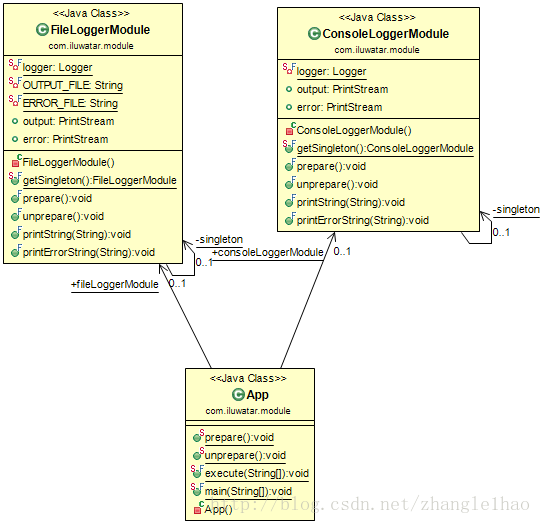 <<Java Class>>
FileLoggerModule
com.iluwatar.module
logger: Logger
OUTPUT_FILE: String
ERROR_FILE: String
output: PrintStream
error: PrintStream
FileLoggerModule()
getSingleton():FileLoggerModule
prepare():void
unprepare():void
printString(String):void
printErrorString(String):void
<<Java Class>>
ConsoleLoggerModule
com.iluwatar.module
logger: Logger
output: PrintStream
error: PrintStream
ConsoleLoggerModule()
getSingleton():ConsoleLoggerModule
prepare():void
unprepare():void
printString(String):void
printErrorString(String):void
-singleton
0..1
-singleton
0..1
+consoleLoggerModule
0..1
+fileLoggerModule
0..1
<<Java Class>>
App
com.iluwatar.module
prepare():void
unprepare():void
execute(String[]):void
main(String[]):void
App()
http://blog.csdn.net/zhanglelhao